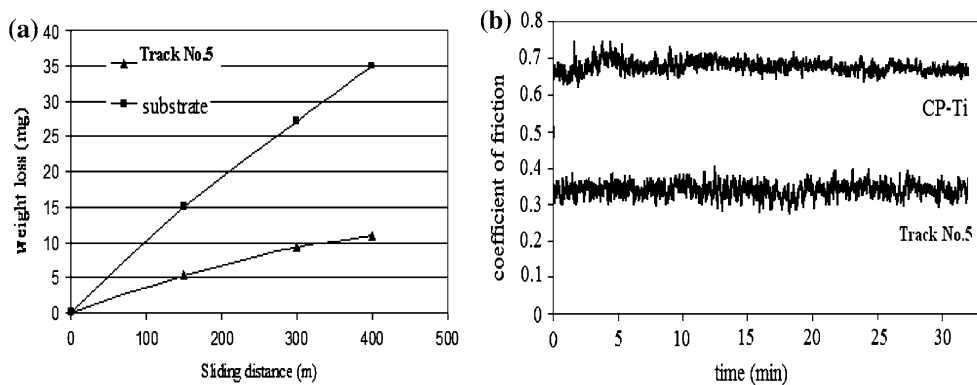 (a)
40
35
30
25
20
15
10
5
0
Weight loss (mg)
Track No.5
substrate
0 100 200 300 400 500
Sliding distance (m)
(b)
0.8
0.7
0.6
0.5
0.4
0.3
0.2
0.1
0
coefficient of friction
CP-Ti
Track No.5
0 5 10 15 20 25 30
time (min)